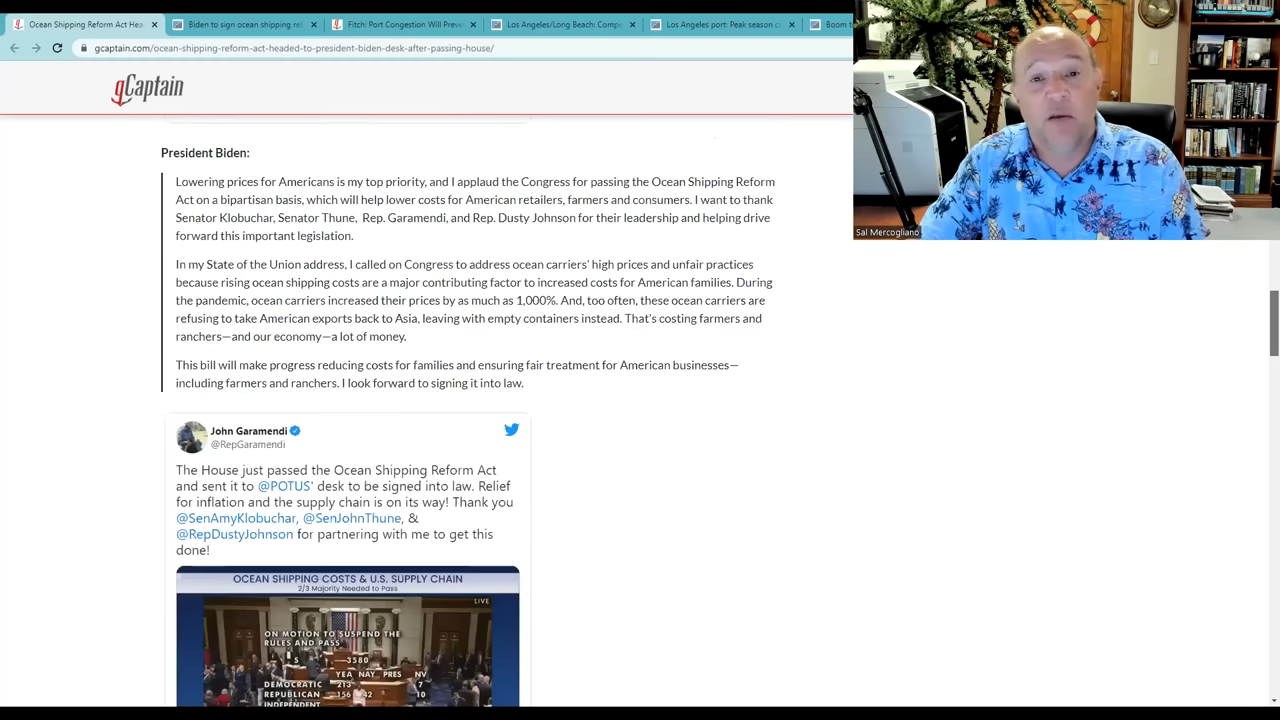 Ocean Shipping Reform Act Hea
Biden to sign ocean shipping ref
Fitch: Port Congestion Will Preve
Los Angeles/Long Beach: Compl
Los Angeles port: Peak season c
Boom t
gcaptain.com/ocean-shipping-reform-act-headed-to-president-biden-desk-after-passing-house/
gCaptain
Sal Mercogliano
President Biden:
Lowering prices for Americans is my top priority, and I applaud the Congress for passing the Ocean Shipping Reform
Act on a bipartisan basis, which will help lower costs for American retailers, farmers and consumers. I want to thank
Senator Klobuchar, Senator Thune, Rep. Garamendi, and Rep. Dusty Johnson for their leadership and helping drive
forward this important legislation.
In my State of the Union address, I called on Congress to address ocean carriers' high prices and unfair practices
because rising ocean shipping costs are a major contributing factor to increased costs for American families. During
the pandemic, ocean carriers increased their prices by as much as 1,000%. And, too often, these ocean carriers are
refusing to take American exports back to Asia, leaving with empty containers instead. That's costing farmers and
ranchers—and our economy—a lot of money.
This bill will make progress reducing costs for families and ensuring fair treatment for American businesses—
including farmers and ranchers. I look forward to signing it into law.
John Garamendi
@RepGaramendi
The House just passed the Ocean Shipping Reform Act
and sent it to @POTUS' desk to be signed into law. Relief
for inflation and the supply chain is on its way! Thank you
@SenAmyKlobuchar, @SenJohnThune, &
@RepDustyJohnson for partnering with me to get this
done!
OCEAN SHIPPING COSTS & U.S. SUPPLY CHAIN
2/3 Majority Needed to Pass
LIVE
ON MOTION TO SUSPEND THE
RULES AND PASS
S 3580
YEA NAY PRES NV
DEMOCRATIC 213 7
REPUBLICAN 156 42 10
INDEPENDENT